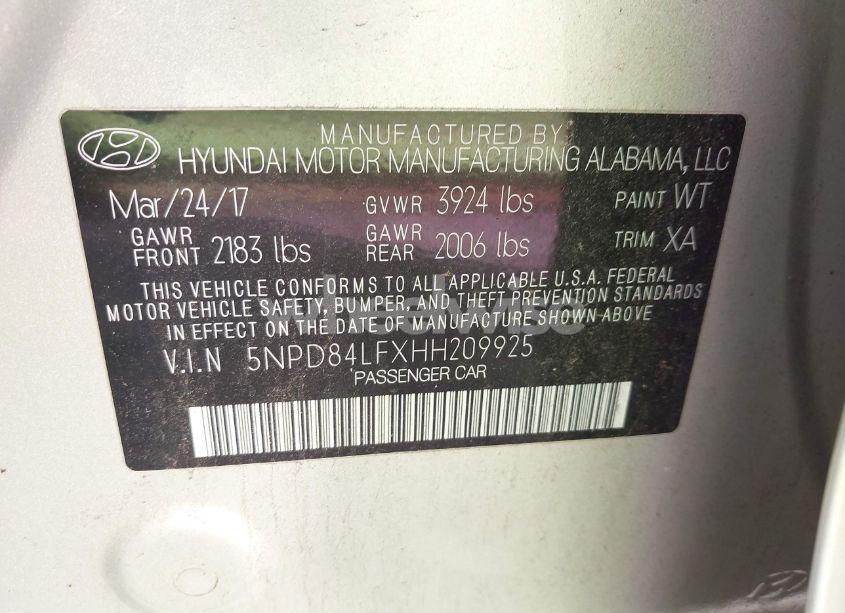 MANUFACTURED BY
HYUNDAI MOTOR MANUFACTURING ALABAMA, LLC
Mar/24/17 GVWR 3924 lbs PAINT WT
GAWR FRONT 2183 lbs GAWR REAR 2006 lbs TRIM XA
THIS VEHICLE CONFORMS TO ALL APPLICABLE U.S.A. FEDERAL
MOTOR VEHICLE SAFETY, BUMPER, AND THEFT PREVENTION STANDARDS
IN EFFECT ON THE DATE OF MANUFACTURE SHOWN ABOVE
V.I.N 5NPD84LFXHH209925
PASSENGER CAR